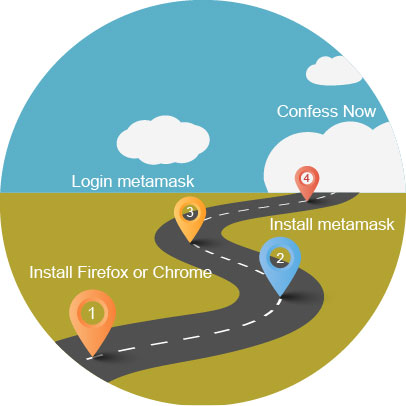 Confess Now
4
Login metamask
3
Install metamask
2
Install Firefox or Chrome
1